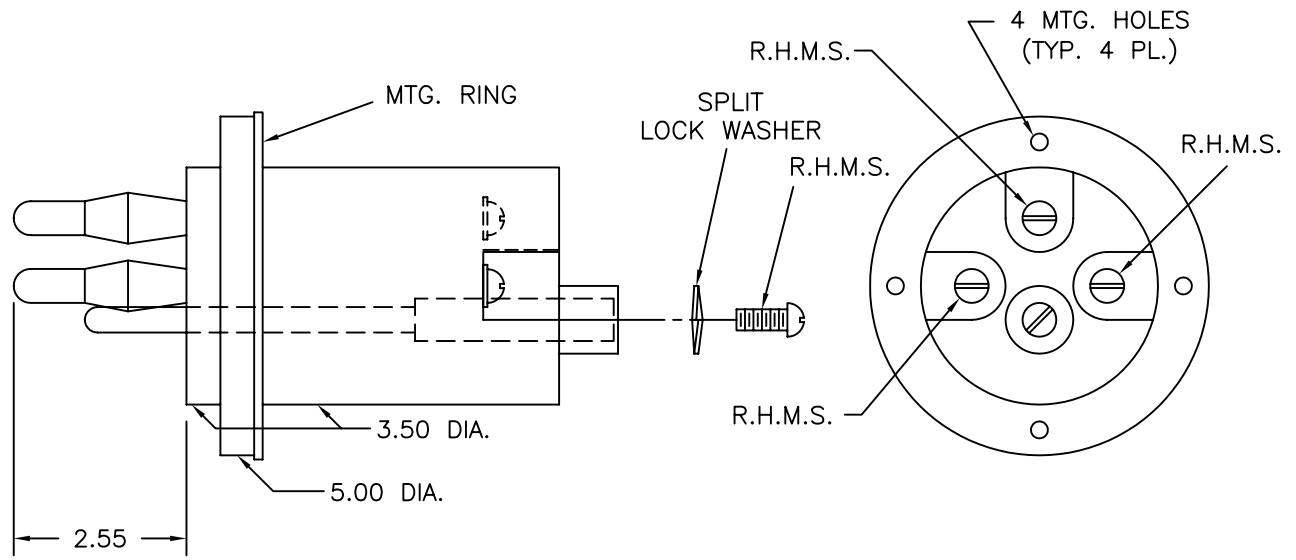 4 MTG. HOLES
(TYP. 4 PL.)
R.H.M.S.
MTG. RING
SPLIT
LOCK WASHER
R.H.M.S.
R.H.M.S.
R.H.M.S.
3.50 DIA.
5.00 DIA.
2.55